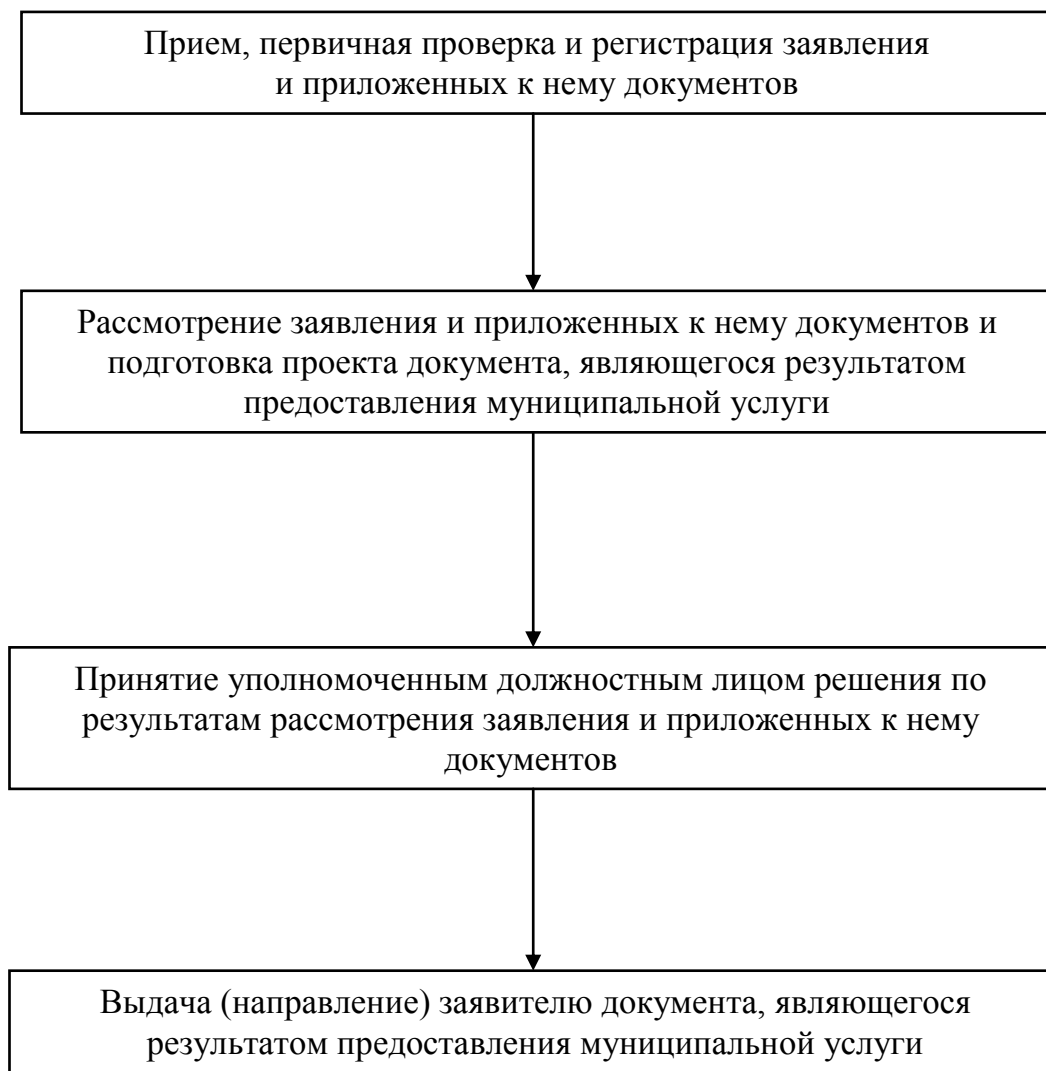 Прием, первичная проверка и регистрация заявления
и приложенных к нему документов
Рассмотрение заявления и приложенных к нему документов и
подготовка проекта документа, являющегося результатом
предоставления муниципальной услуги
Принятие уполномоченным должностным лицом решения по
результатам рассмотрения заявления и приложенных к нему
документов
Выдача (направление) заявителю документа, являющегося
результатом предоставления муниципальной услуги